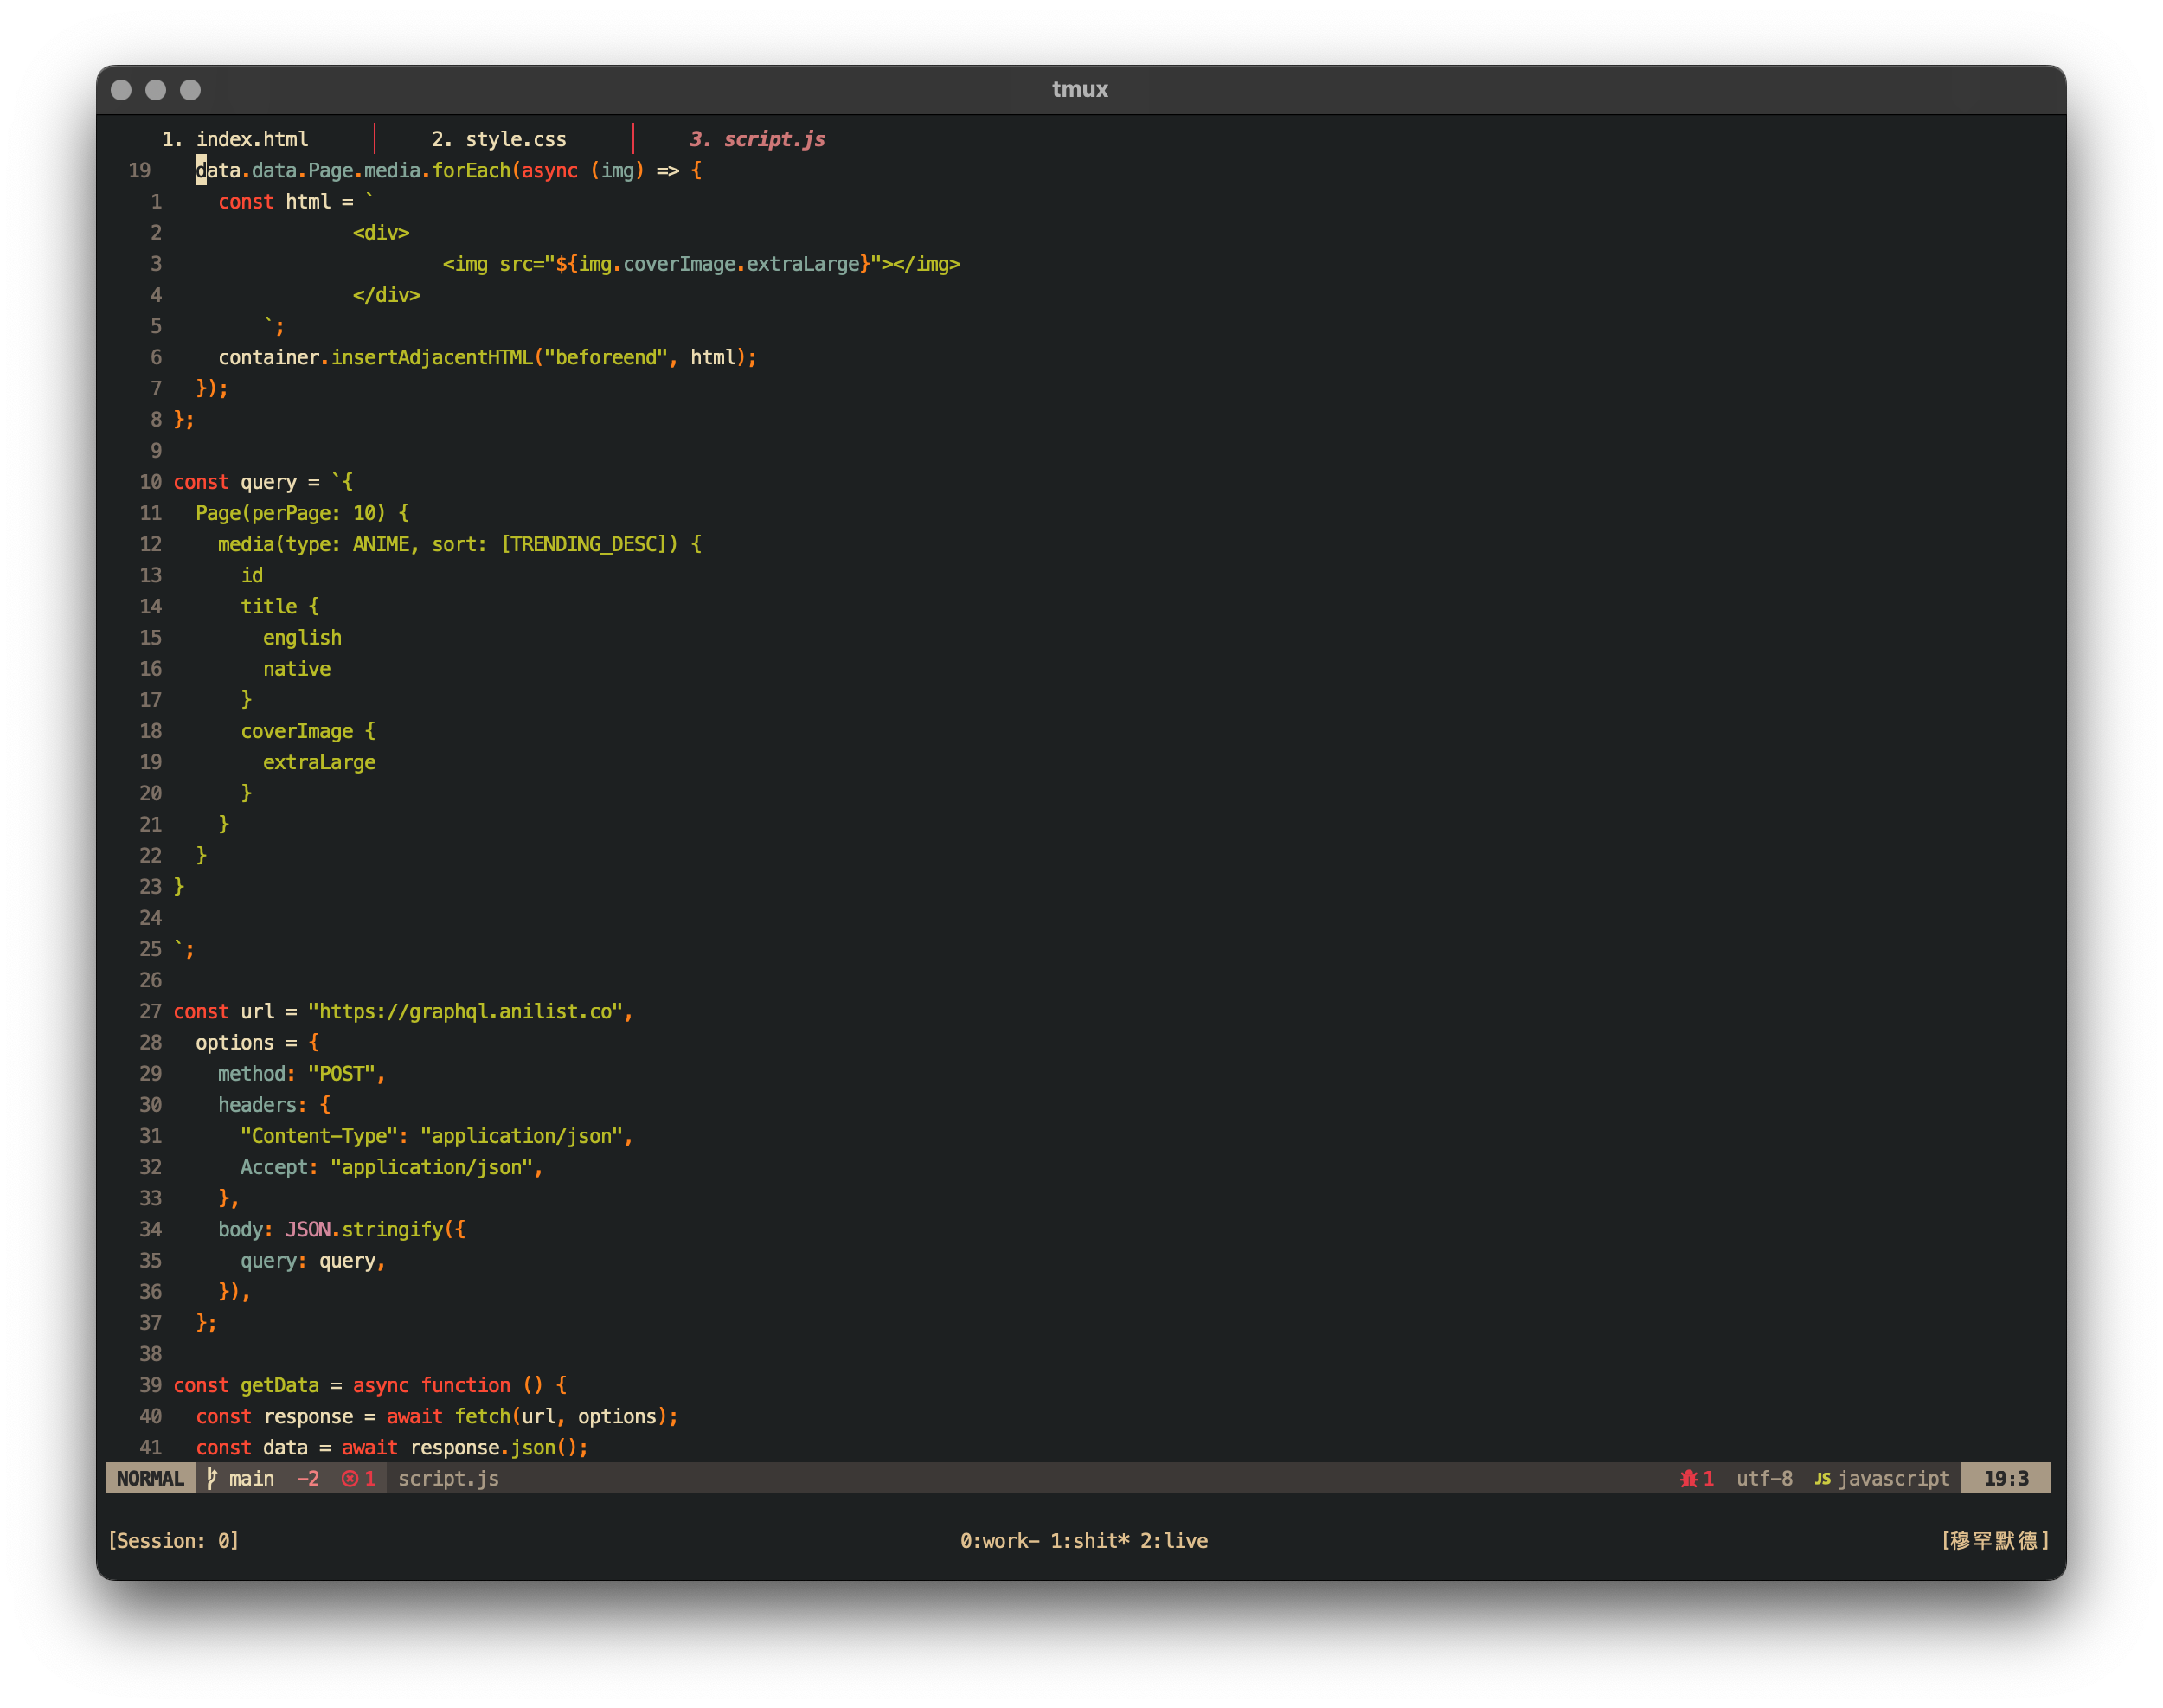 tmux
1. index.html 2. style.css 3. script.js
19   data.data.Page.media.forEach(async (img) => {
1     const html = `
2                 <div>
3                         <img src="${img.coverImage.extraLarge}"></img>
4                 </div>
5         `;
6     container.insertAdjacentHTML("beforeend", html);
7   });
8 };
9
10 const query = `{
11   Page(perPage: 10) {
12     media(type: ANIME, sort: [TRENDING_DESC]) {
13       id
14       title {
15         english
16         native
17       }
18       coverImage {
19         extraLarge
20       }
21     }
22   }
23 }
24
25 `;
26
27 const url = "https://graphql.anilist.co",
28   options = {
29     method: "POST",
30     headers: {
31       "Content-Type": "application/json",
32       Accept: "application/json",
33     },
34     body: JSON.stringify({
35       query: query,
36     }),
37   };
38
39 const getData = async function () {
40   const response = await fetch(url, options);
41   const data = await response.json();
NORMAL main -2 1 script.js 1 utf-8 JS javascript 19:3
[Session: 0] 0:work- 1:shit* 2:live [穆罕默德]